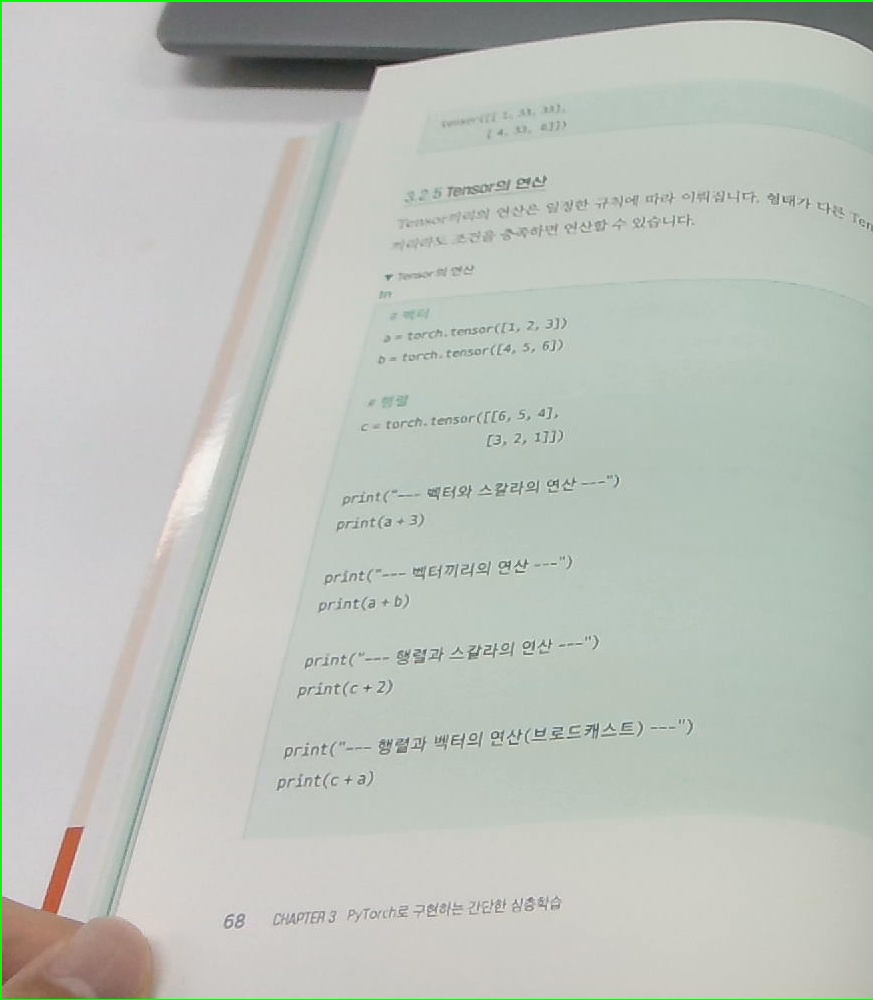 tensor([[ 2, 33, 33],
[ 4, 33, 6]])
3.2.5 Tensor의 연산
Tensor끼리의 연산은 일정한 규칙에 따라 이뤄집니다. 형태가 다른 Ten
끼리라도 조건을 충족하면 연산할 수 있습니다.
▼ Tensor의 연산
In
# 벡터
a = torch.tensor([1, 2, 3])
b = torch.tensor([4, 5, 6])
# 행렬
c = torch.tensor([[6, 5, 4],
[3, 2, 1]])
print("--- 벡터와 스칼라의 연산 ---")
print(a + 3)
print("--- 벡터끼리의 연산 ---")
print(a + b)
print("--- 행렬과 스칼라의 연산 ---")
print(c + 2)
print("--- 행렬과 벡터의 연산(브로드캐스트) ---")
print(c + a)
68 CHAPTER 3 PyTorch로 구현하는 간단한 심층학습